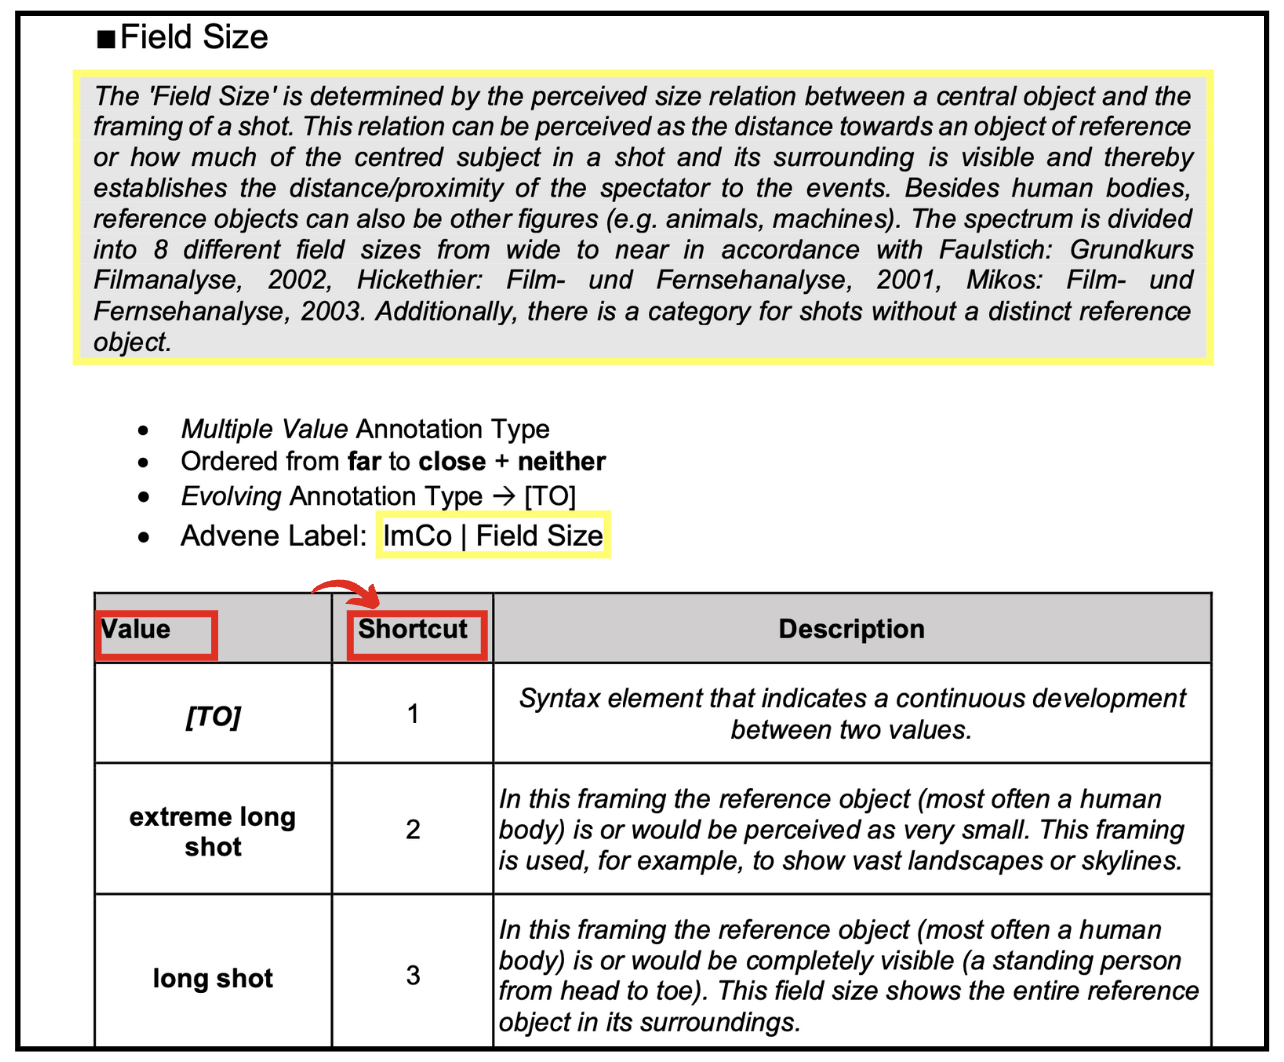 ■Field Size
The 'Field Size' is determined by the perceived size relation between a central object and the
framing of a shot. This relation can be perceived as the distance towards an object of reference
or how much of the centred subject in a shot and its surrounding is visible and thereby
establishes the distance/proximity of the spectator to the events. Besides human bodies,
reference objects can also be other figures (e.g. animals, machines). The spectrum is divided
into 8 different field sizes from wide to near in accordance with Faulstich: Grundkurs
Filmanalyse, 2002, Hickethier: Film- und Fernsehanalyse, 2001, Mikos: Film- und
Fernsehanalyse, 2003. Additionally, there is a category for shots without a distinct reference
object.
• Multiple Value Annotation Type
• Ordered from far to close + neither
• Evolving Annotation Type → [TO]
• Advene Label: ImCo | Field Size
Value Shortcut Description
[TO] 1 Syntax element that indicates a continuous development
between two values.
extreme long
shot
2
In this framing the reference object (most often a human
body) is or would be perceived as very small. This framing
is used, for example, to show vast landscapes or skylines.
long shot
3
In this framing the reference object (most often a human
body) is or would be completely visible (a standing person
from head to toe). This field size shows the entire reference
object in its surroundings.